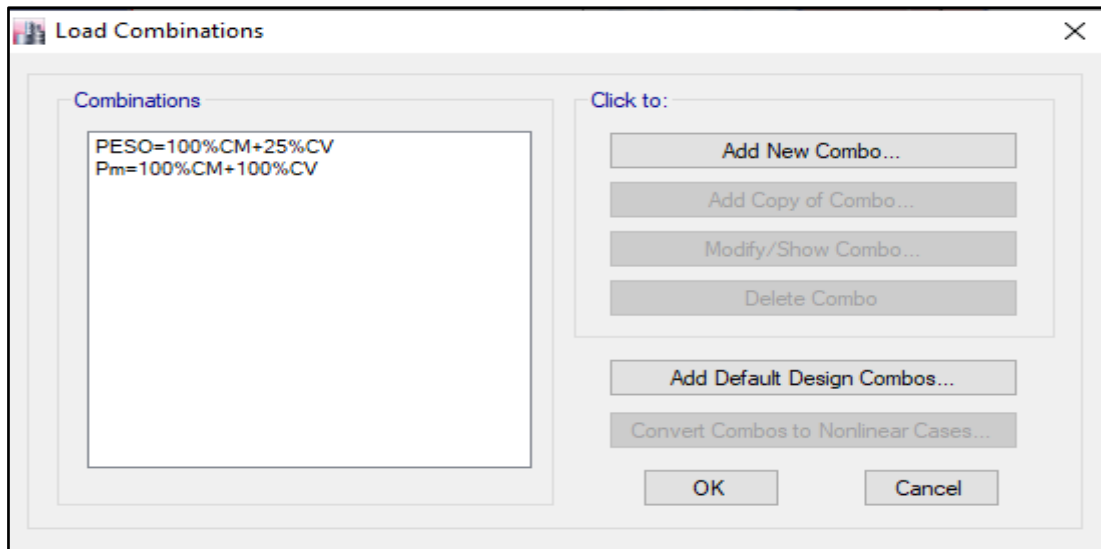 Load Combinations
Combinations
PESO=100%CM+25%CV
Pm=100%CM+100%CV
Click to:
Add New Combo...
Add Copy of Combo...
Modify/Show Combo...
Delete Combo
Add Default Design Combos...
Convert Combos to Nonlinear Cases...
OK
Cancel